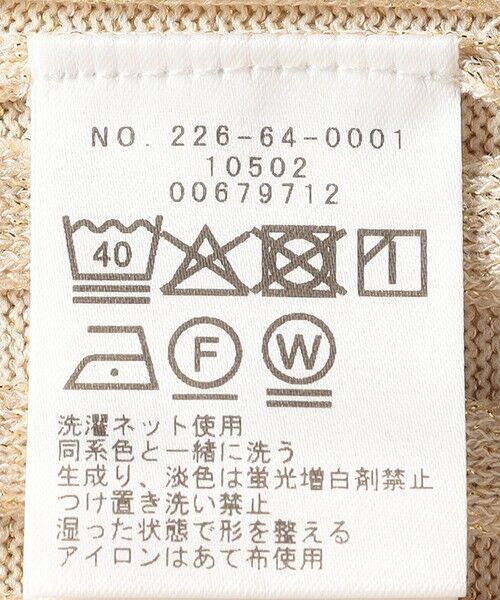 NO. 226-64-0001
10502
00679712
40
F W
洗濯ネット使用
同系色と一緒に洗う
生成り、淡色は蛍光増白剤禁止
つけ置き洗い禁止
湿った状態で形を整える
アイロンはあて布使用